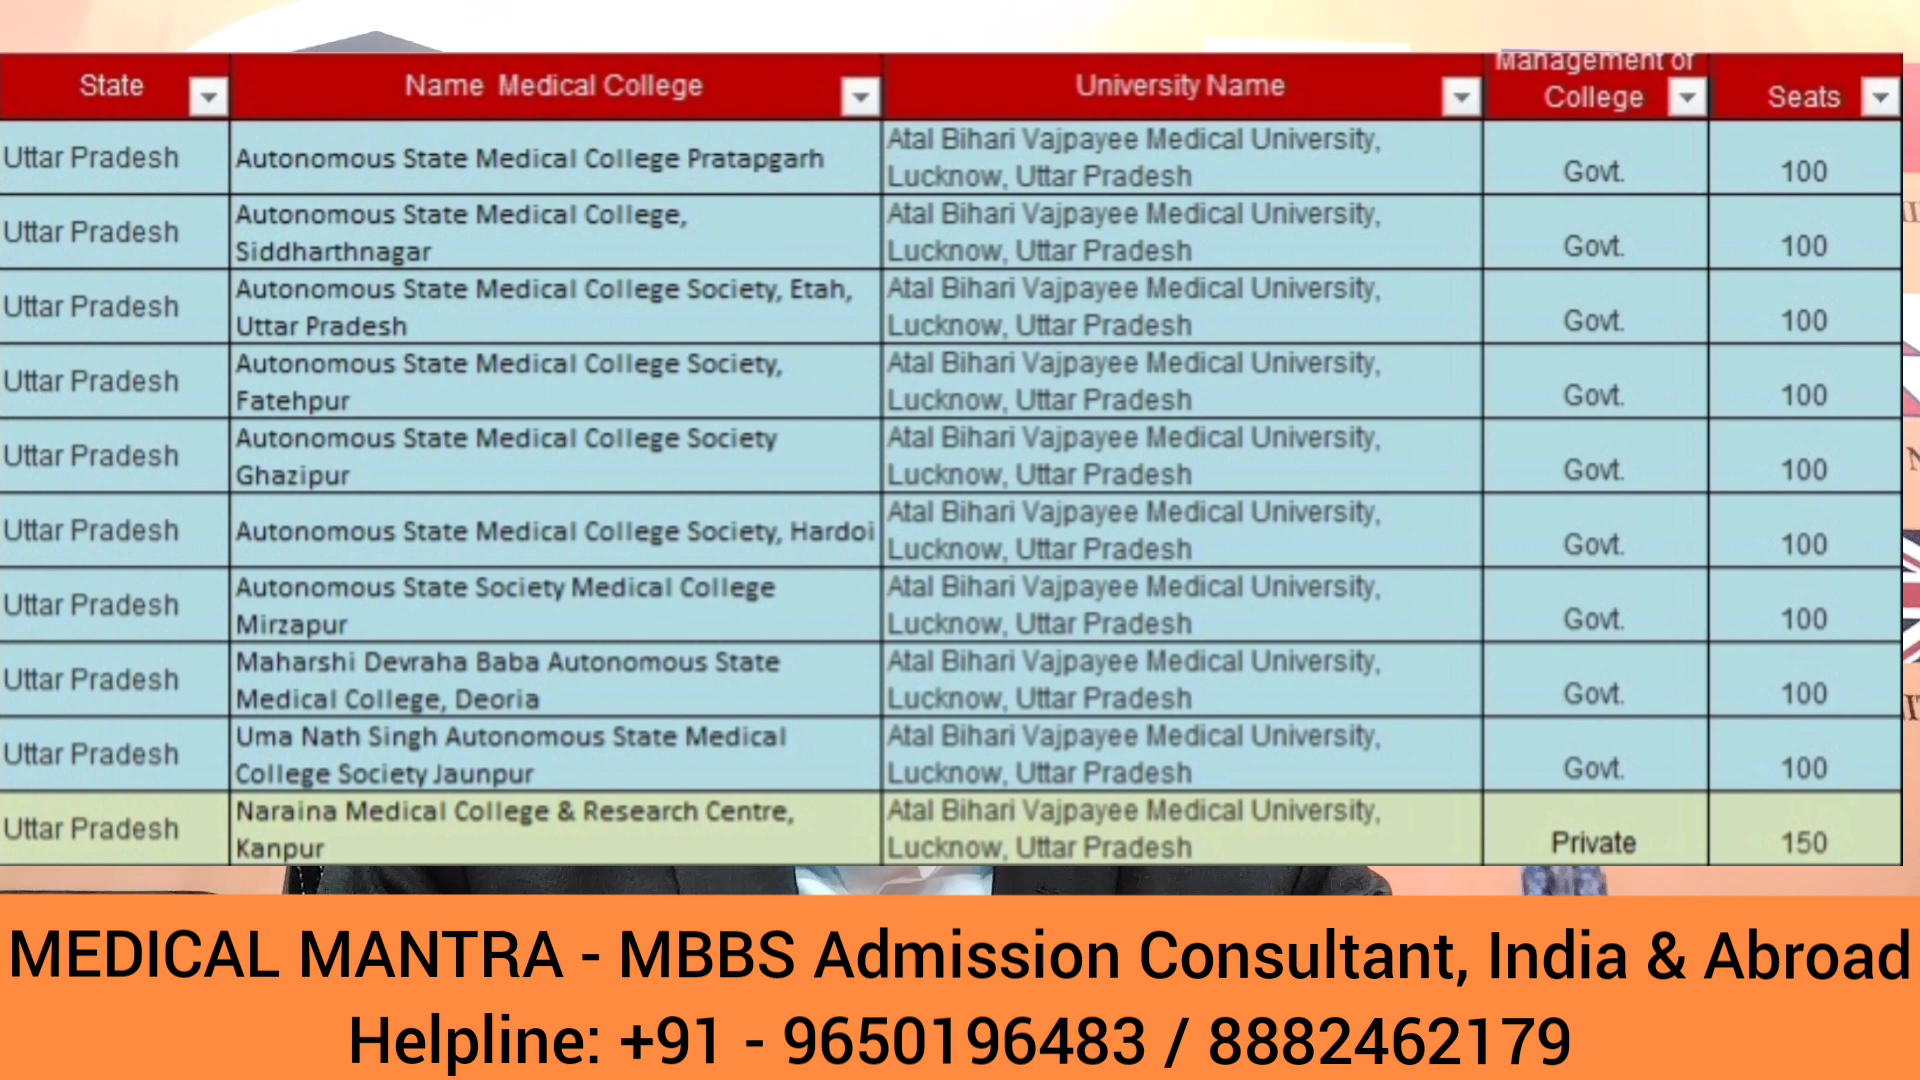 State Name Medical College University Name Management of College Seats
Uttar Pradesh Autonomous State Medical College Pratapgarh Atal Bihari Vajpayee Medical University, Lucknow, Uttar Pradesh Govt. 100
Uttar Pradesh Autonomous State Medical College, Siddharthnagar Atal Bihari Vajpayee Medical University, Lucknow, Uttar Pradesh Govt. 100
Uttar Pradesh Autonomous State Medical College Society, Etah, Uttar Pradesh Atal Bihari Vajpayee Medical University, Lucknow, Uttar Pradesh Govt. 100
Uttar Pradesh Autonomous State Medical College Society, Fatehpur Atal Bihari Vajpayee Medical University, Lucknow, Uttar Pradesh Govt. 100
Uttar Pradesh Autonomous State Medical College Society Ghazipur Atal Bihari Vajpayee Medical University, Lucknow, Uttar Pradesh Govt. 100
Uttar Pradesh Autonomous State Medical College Society, Hardoi Atal Bihari Vajpayee Medical University, Lucknow, Uttar Pradesh Govt. 100
Uttar Pradesh Autonomous State Society Medical College Mirzapur Atal Bihari Vajpayee Medical University, Lucknow, Uttar Pradesh Govt. 100
Uttar Pradesh Maharshi Devraha Baba Autonomous State Medical College, Deoria Atal Bihari Vajpayee Medical University, Lucknow, Uttar Pradesh Govt. 100
Uttar Pradesh Uma Nath Singh Autonomous State Medical College Society Jaunpur Atal Bihari Vajpayee Medical University, Lucknow, Uttar Pradesh Govt. 100
Uttar Pradesh Naraina Medical College & Research Centre, Kanpur Atal Bihari Vajpayee Medical University, Lucknow, Uttar Pradesh Private 150
MEDICAL MANTRA - MBBS Admission Consultant, India & Abroad
Helpline: +91 - 9650196483 / 8882462179